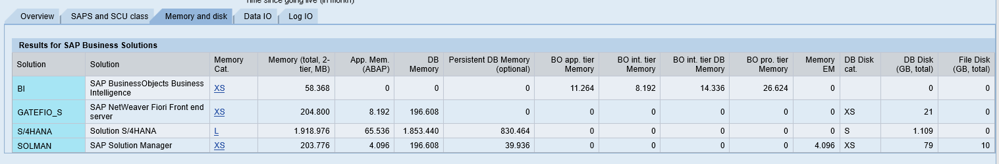 Time since going live (in month)
Overview SAPS and SCU class Memory and disk Data IO Log IO
Results for SAP Business Solutions
Solution Solution Memory Cat. Memory (total, 2-tier, MB) App. Mem. (ABAP) DB Memory Persistent DB Memory (optional) BO app. tier Memory BO int. tier Memory BO int. tier DB Memory BO pro. tier Memory Memory EM DB Disk cat. DB Disk (GB, total) File Disk (GB, total)
BI SAP BusinessObjects Business Intelligence XS 58.368 0 0 0 11.264 8.192 14.336 26.624 0 0 0
GATEFIO_S SAP NetWeaver Fiori Front end server XS 204.800 8.192 196.608 0 0 0 0 0 0 XS 21 0
S/4HANA Solution S/4HANA L 1.918.976 65.536 1.853.440 830.464 0 0 0 0 0 S 1.109 0
SOLMAN SAP Solution Manager XS 203.776 4.096 196.608 39.936 0 0 0 0 4.096 XS 79 10